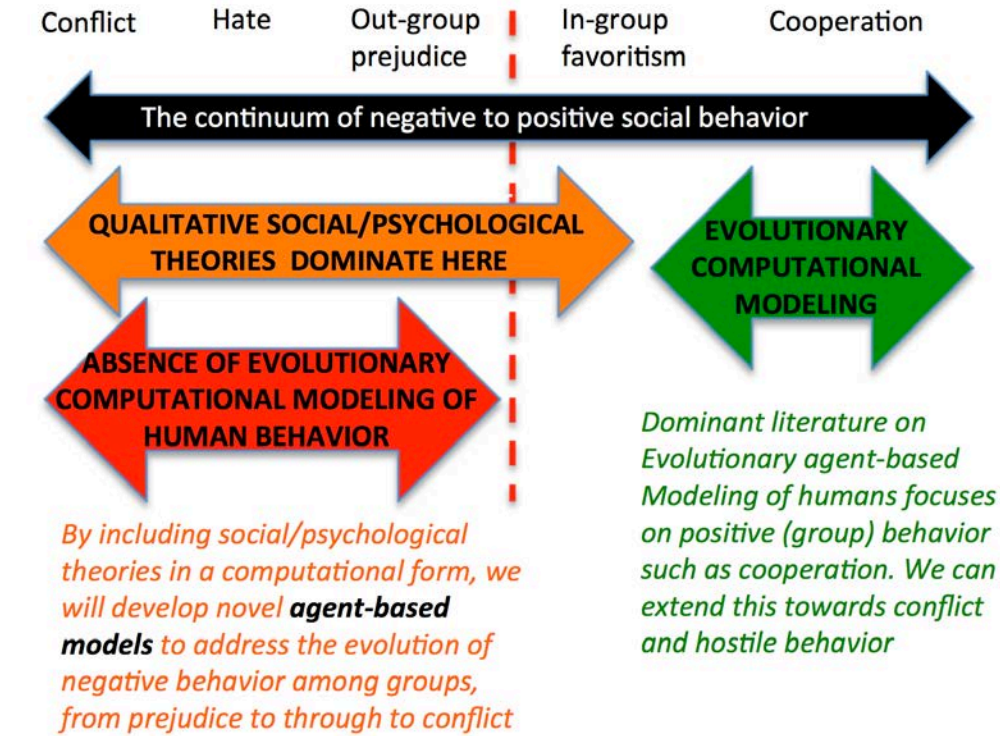 Conflict
Hate
Out-group
prejudice
In-group
favoritism
Cooperation
The continuum of negative to positive social behavior
QUALITATIVE SOCIAL/PSYCHOLOGICAL
THEORIES DOMINATE HERE
EVOLUTIONARY
COMPUTATIONAL
MODELING
ABSENCE OF EVOLUTIONARY
COMPUTATIONAL MODELING OF
HUMAN BEHAVIOR
By including social/psychological
theories in a computational form, we
will develop novel agent-based
models to address the evolution of
negative behavior among groups,
from prejudice to through to conflict
Dominant literature on
Evolutionary agent-based
Modeling of humans focuses
on positive (group) behavior
such as cooperation. We can
extend this towards conflict
and hostile behavior